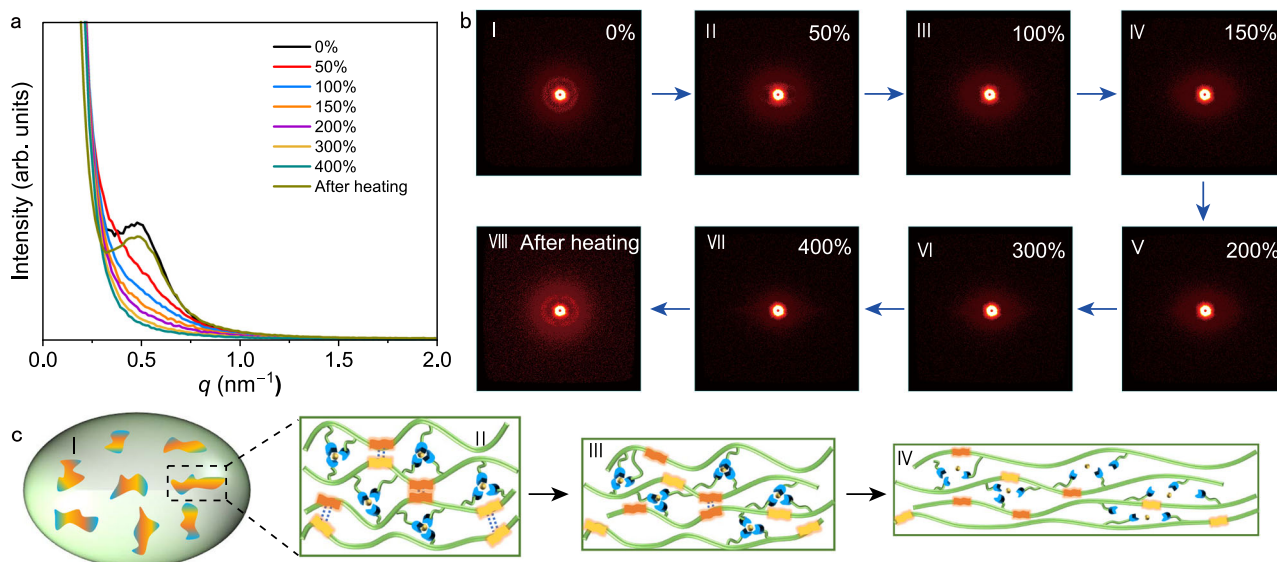 a
Intensity (arb. units)
0%
50%
100%
150%
200%
300%
400%
After heating
0.0 0.5 1.0 1.5 2.0
q (nm⁻¹)
b
Ⅰ 0%
Ⅱ 50%
Ⅲ 100%
Ⅳ 150%
Ⅷ After heating
Ⅶ 400%
Ⅵ 300%
Ⅴ 200%
c
Ⅰ
Ⅱ
Ⅲ
Ⅳ